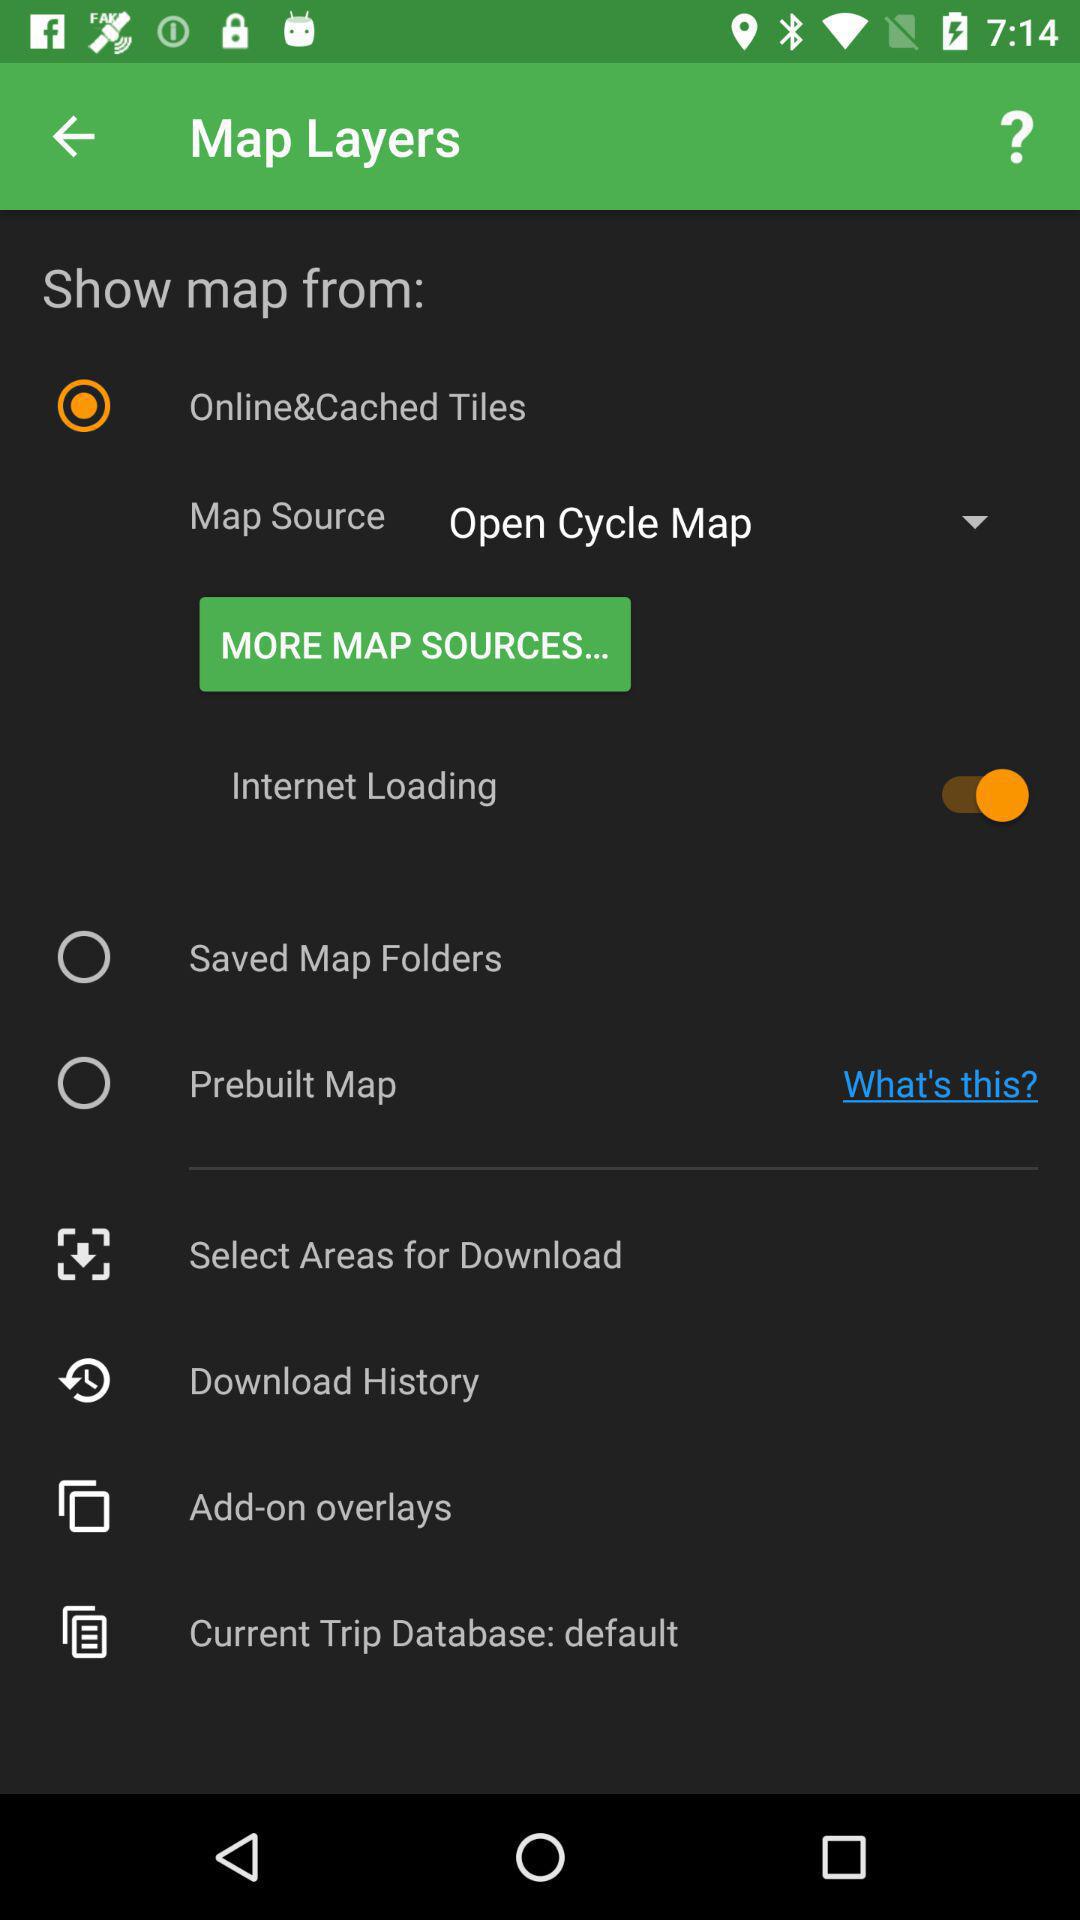 FAKE
7:14
Map Layers
?
Show map from:
Online&Cached Tiles
Map Source
Open Cycle Map
MORE MAP SOURCES...
Internet Loading
Saved Map Folders
Prebuilt Map
What's this?
Select Areas for Download
Download History
Add-on overlays
Current Trip Database: default